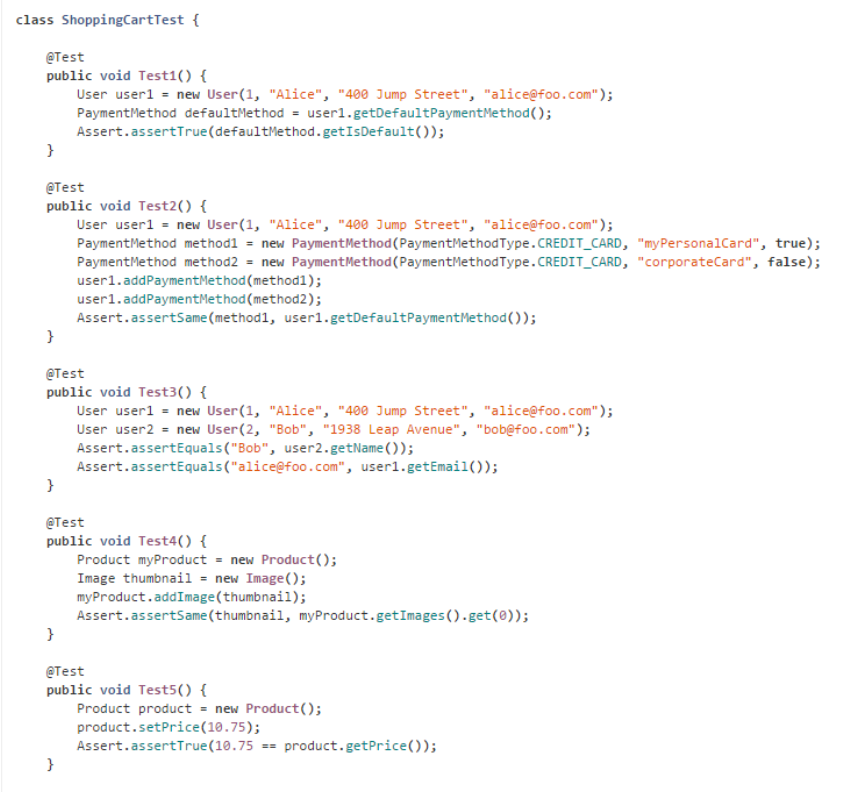 class ShoppingCartTest {
@Test
public void Test1() {
User user1 = new User(1, "Alice", "400 Jump Street", "alice@foo.com");
PaymentMethod defaultMethod = user1.getDefaultPaymentMethod();
Assert.assertTrue(defaultMethod.getIsDefault());
}
@Test
public void Test2() {
User user1 = new User(1, "Alice", "400 Jump Street", "alice@foo.com");
PaymentMethod method1 = new PaymentMethod(PaymentMethodType.CREDIT_CARD, "myPersonalCard", true);
PaymentMethod method2 = new PaymentMethod(PaymentMethodType.CREDIT_CARD, "corporateCard", false);
user1.addPaymentMethod(method1);
user1.addPaymentMethod(method2);
Assert.assertSame(method1, user1.getDefaultPaymentMethod());
}
@Test
public void Test3() {
User user1 = new User(1, "Alice", "400 Jump Street", "alice@foo.com");
User user2 = new User(2, "Bob", "1938 Leap Avenue", "bob@foo.com");
Assert.assertEquals("Bob", user2.getName());
Assert.assertEquals("alice@foo.com", user1.getEmail());
}
@Test
public void Test4() {
Product myProduct = new Product();
Image thumbnail = new Image();
myProduct.addImage(thumbnail);
Assert.assertSame(thumbnail, myProduct.getImages().get(0));
}
@Test
public void Test5() {
Product product = new Product();
product.setPrice(10.75);
Assert.assertTrue(10.75 == product.getPrice());
}